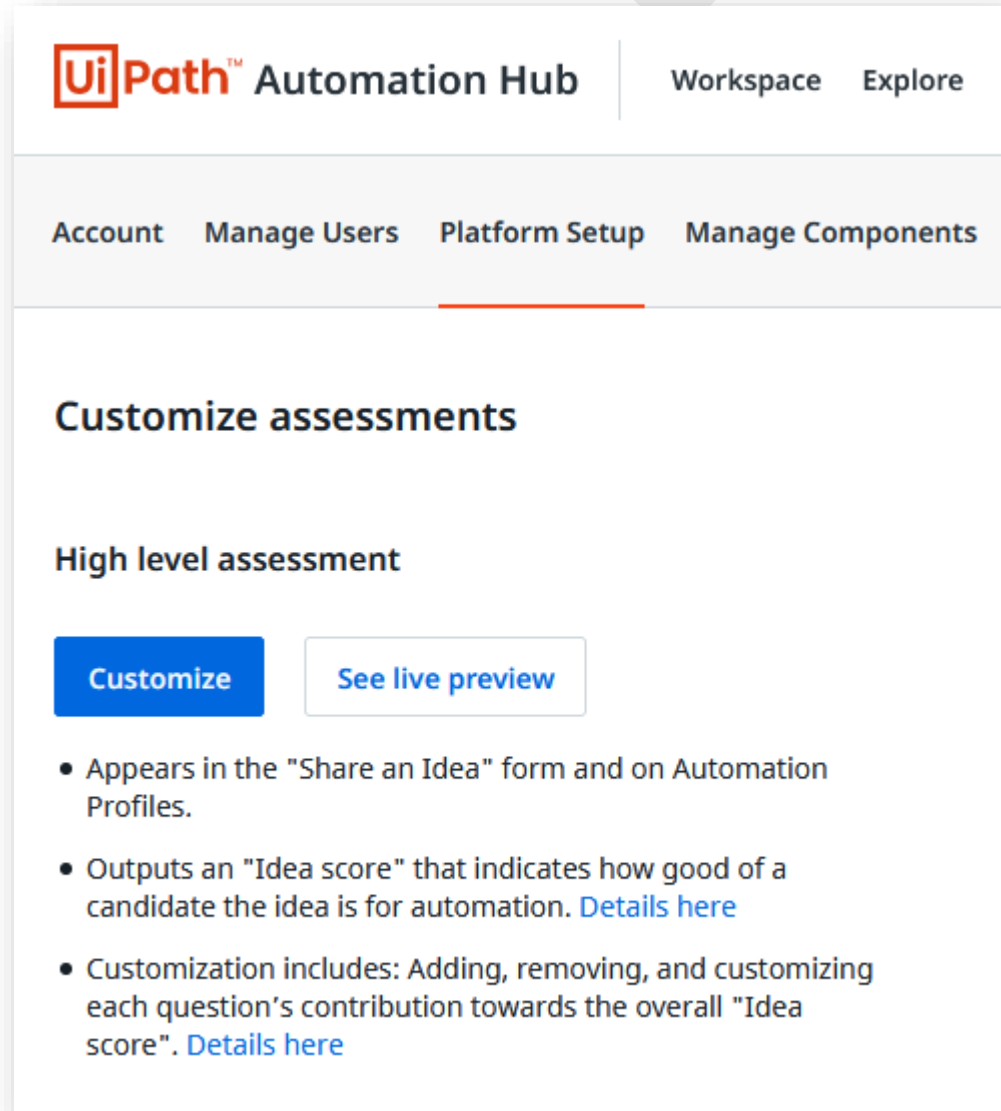 UiPath™ Automation Hub Workspace Explore
Account Manage Users Platform Setup Manage Components
Customize assessments
High level assessment
Customize See live preview
• Appears in the "Share an Idea" form and on Automation
Profiles.
• Outputs an "Idea score" that indicates how good of a
candidate the idea is for automation. Details here
• Customization includes: Adding, removing, and customizing
each question’s contribution towards the overall "Idea
score". Details here